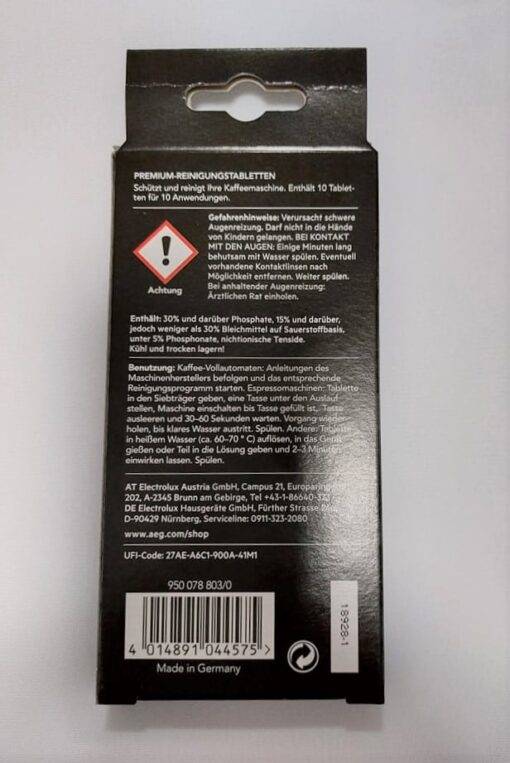 PREMIUM-REINIGUNGSTABLETTEN
Schützt und reinigt Ihre Kaffeemaschine. Enthält 10 Tablet-
ten für 10 Anwendungen.
Achtung
Gefahrenhinweise: Verursacht schwere
Augenreizung. Darf nicht in die Hände
von Kindern gelangen. BEI KONTAKT
MIT DEN AUGEN: Einige Minuten lang
behutsam mit Wasser spülen. Eventuell
vorhandene Kontaktlinsen nach
Möglichkeit entfernen. Weiter spülen.
Bei anhaltender Augenreizung:
Ärztlichen Rat einholen.
Enthält: 30% und darüber Phosphate, 15% und darüber,
jedoch weniger als 30% Bleichmittel auf Sauerstoffbasis,
unter 5% Phosphonate, nichtionische Tenside.
Kühl und trocken lagern!
Benutzung: Kaffee-Vollautomaten: Anleitungen des
Maschinenherstellers befolgen und das entsprechende
Reinigungsprogramm starten. Espressomaschinen: Tablette
in den Siebträger geben, eine Tasse unter den Auslauf
stellen, Maschine einschalten bis Tasse gefüllt ist. Tasse
ausleeren und 30-60 Sekunden warten. Vorgang wieder-
holen, bis klares Wasser austritt. Spülen. Andere: Tablette
in heißem Wasser (ca. 60-70 ° C) auflösen, in das Gerät
gießen oder Teil in die Lösung geben und 2-3 Minuten
einwirken lassen. Spülen.
AT Electrolux Austria GmbH, Campus 21, Europaring
202, A-2345 Brunn am Gebirge, Tel +43-1-86640-323
DE Electrolux Hausgeräte GmbH, Fürther Strasse
D-90429 Nürnberg, Serviceline: 0911-323-2080
www.aeg.com/shop
UFI-Code: 27AE-A6C1-900A-41M1
950 078 803/0
4 014891 044575 >
Made in Germany
18928-1